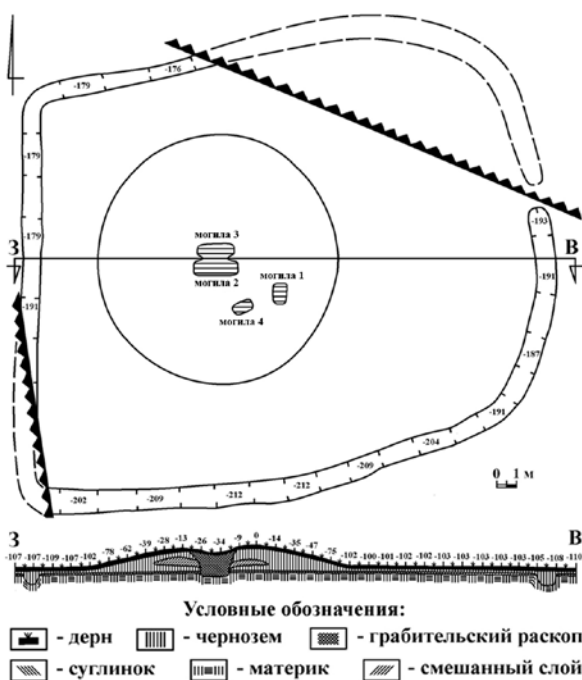 -176
-179
-179
могила 3
-193
З
-179
В
могила 2
-191
могила 1
-191
могила 4
-187
-191
-204
-209
-202
-209
-212
-212
0 1 м
З
-107 -107 -109 -107 -102 -78 -62 -39 -28 -13 -26 -34 -9 0 -14 -35 -47 -75 -102 -100 -102 -102 -103 -103 -103 -103 -105 -108 -110
В
Условные обозначения:
- дерн - чернозем - грабительский раскоп
- суглинок - материк - смешанный слой